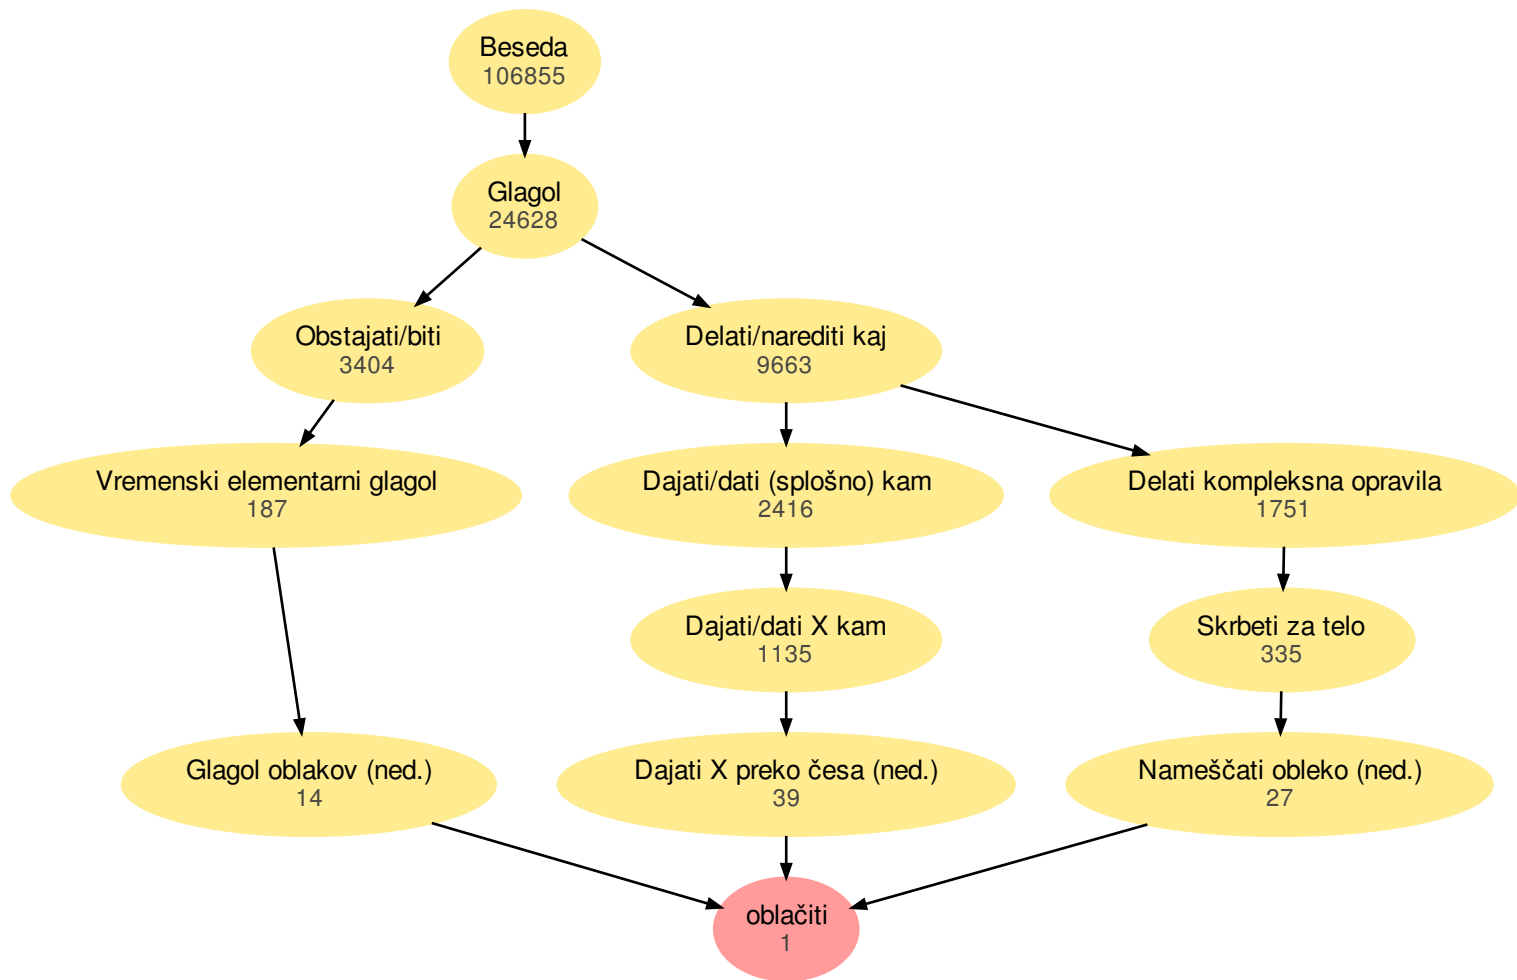 Beseda
106855
Glagol
24628
Obstajati/biti
3404
Delati/narediti kaj
9663
Vremenski elementarni glagol
187
Dajati/dati (splošno) kam
2416
Delati kompleksna opravila
1751
Dajati/dati X kam
1135
Skrbeti za telo
335
Glagol oblakov (ned.)
14
Dajati X preko česa (ned.)
39
Nameščati obleko (ned.)
27
oblačiti
1